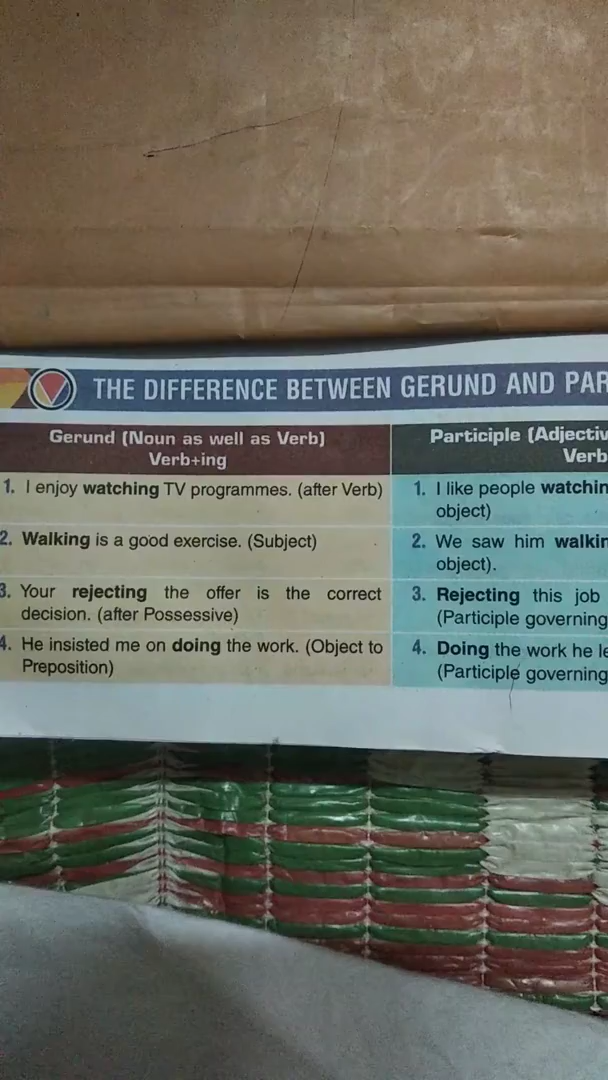 THE DIFFERENCE BETWEEN GERUND AND PAR
Gerund (Noun as well as Verb)
Verb+ing
1. I enjoy watching TV programmes. (after Verb)
2. Walking is a good exercise. (Subject)
3. Your rejecting the offer is the correct
decision. (after Possessive)
4. He insisted me on doing the work. (Object to
Preposition)
Participle (Adjectiv
Verb
1. I like people watchin
object)
2. We saw him walkin
object).
3. Rejecting this job
(Participle governing
4. Doing the work he le
(Participle governing